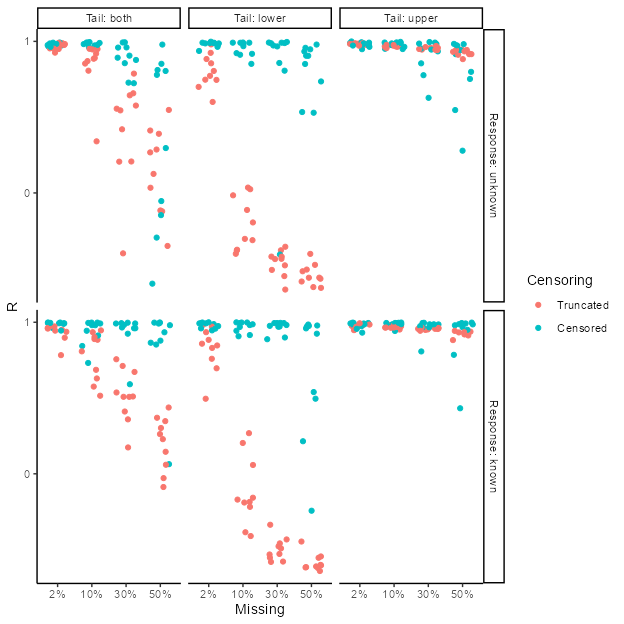 Tail: both
Tail: lower
Tail: upper
1
0
Response: unknown
R
Censoring
Truncated
Censored
1
0
Response: known
2%
10%
30%
50%
2%
10%
30%
50%
2%
10%
30%
50%
Missing